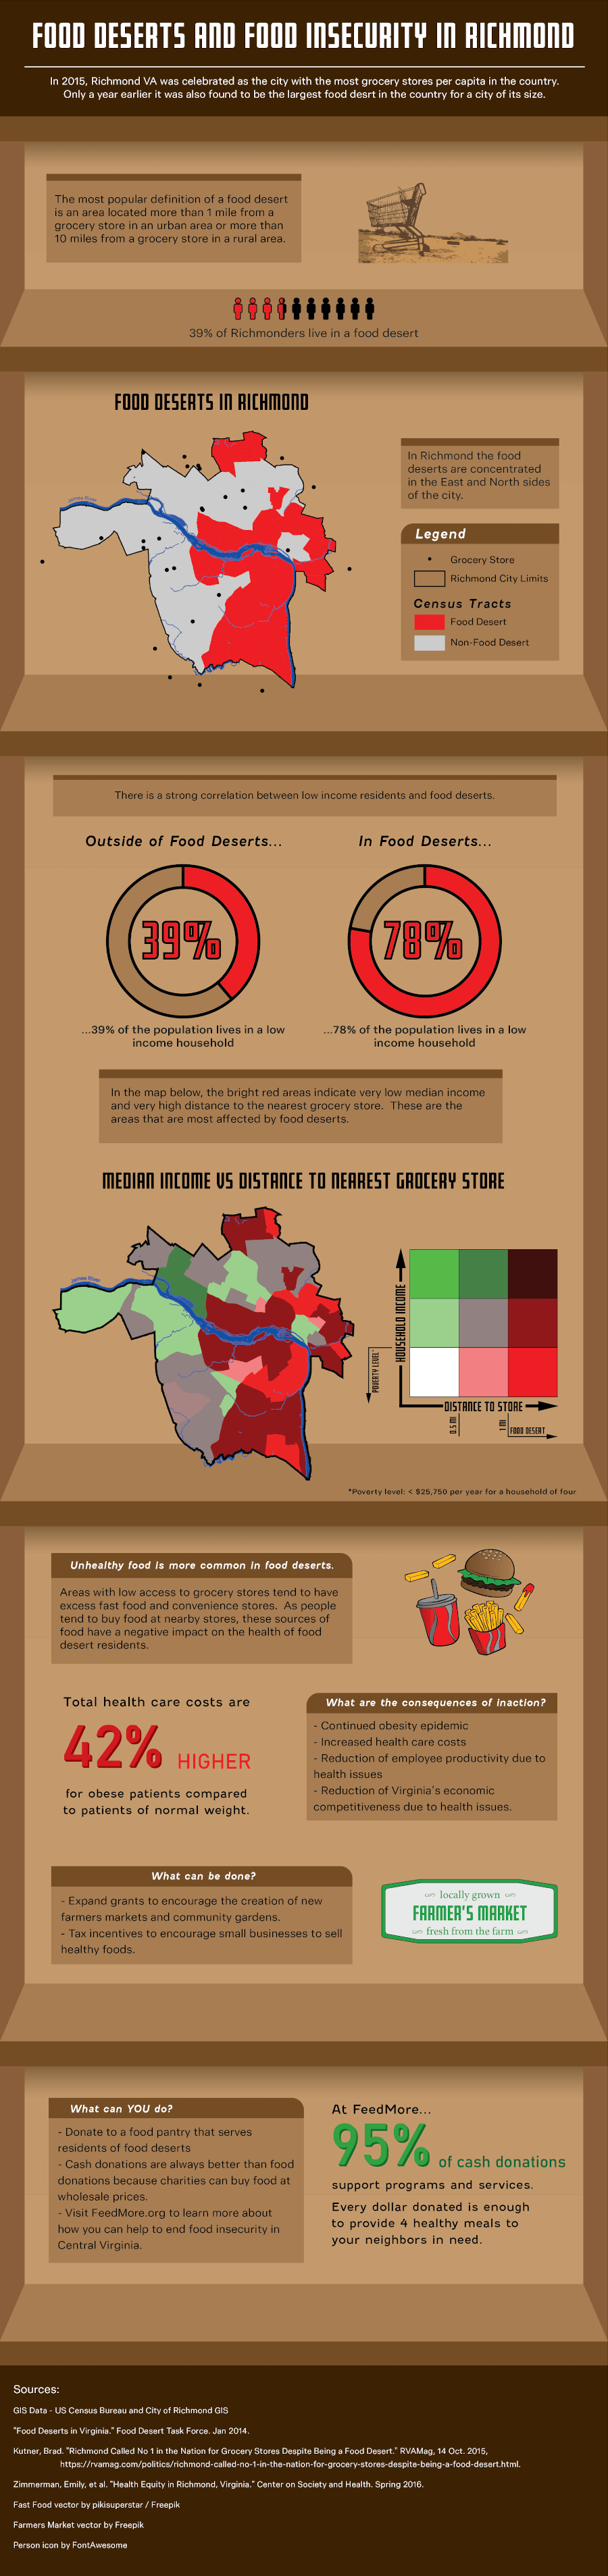 FOOD DESERTS AND FOOD INSECURITY IN RICHMOND
In 2015, Richmond VA was celebrated as the city with the most grocery stores per capita in the country.
Only a year earlier it was also found to be the largest food desrt in the country for a city of its size.
The most popular definition of a food desert
is an area located more than 1 mile from a
grocery store in an urban area or more than
10 miles from a grocery store in a rural area.
39% of Richmonders live in a food desert
FOOD DESERTS IN RICHMOND
James River
In Richmond the food
deserts are concentrated
in the East and North sides
of the city.
Legend
Grocery Store
Richmond City Limits
Census Tracts
Food Desert
Non-Food Desert
There is a strong correlation between low income residents and food deserts.
Outside of Food Deserts...
39%
...39% of the population lives in a low
income household
In Food Deserts...
78%
...78% of the population lives in a low
income household
In the map below, the bright red areas indicate very low median income
and very high distance to the nearest grocery store. These are the
areas that are most affected by food deserts.
MEDIAN INCOME VS DISTANCE TO NEAREST GROCERY STORE
James River
HOUSEHOLD INCOME
POVERTY LEVEL*
DISTANCE TO STORE
0.5 MI
1 MI
FOOD DESERT
*Poverty level: < $25,750 per year for a household of four
Unhealthy food is more common in food deserts.
Areas with low access to grocery stores tend to have
excess fast food and convenience stores. As people
tend to buy food at nearby stores, these sources of
food have a negative impact on the health of food
desert residents.
Total health care costs are
42% HIGHER
for obese patients compared
to patients of normal weight.
What are the consequences of inaction?
- Continued obesity epidemic
- Increased health care costs
- Reduction of employee productivity due to
health issues
- Reduction of Virginia's economic
competitiveness due to health issues.
What can be done?
- Expand grants to encourage the creation of new
farmers markets and community gardens.
- Tax incentives to encourage small businesses to sell
healthy foods.
locally grown
FARMER'S MARKET
fresh from the farm
What can YOU do?
- Donate to a food pantry that serves
residents of food deserts
- Cash donations are always better than food
donations because charities can buy food at
wholesale prices.
- Visit FeedMore.org to learn more about
how you can help to end food insecurity in
Central Virginia.
At FeedMore...
95% of cash donations
support programs and services.
Every dollar donated is enough
to provide 4 healthy meals to
your neighbors in need.
Sources:
GIS Data - US Census Bureau and City of Richmond GIS
"Food Deserts in Virginia." Food Desert Task Force. Jan 2014.
Kutner, Brad. "Richmond Called No 1 in the Nation for Grocery Stores Despite Being a Food Desert." RVAMag, 14 Oct. 2015,
https://rvamag.com/politics/richmond-called-no-1-in-the-nation-for-grocery-stores-despite-being-a-food-desert.html.
Zimmerman, Emily, et al. "Health Equity in Richmond, Virginia." Center on Society and Health. Spring 2016.
Fast Food vector by pikisuperstar / Freepik
Farmers Market vector by Freepik
Person icon by FontAwesome